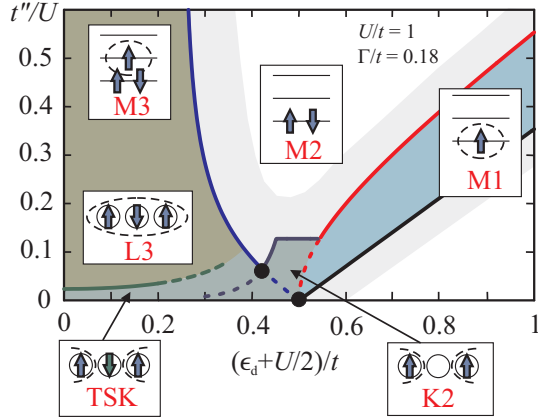 t''/U
0.5
0.4
0.3
0.2
0.1
0
U/t = 1
Γ/t = 0.18
M3
M2
M1
L3
0
0.2
0.4
0.6
0.8
1
TSK
(ϵd+U/2)/t
K2